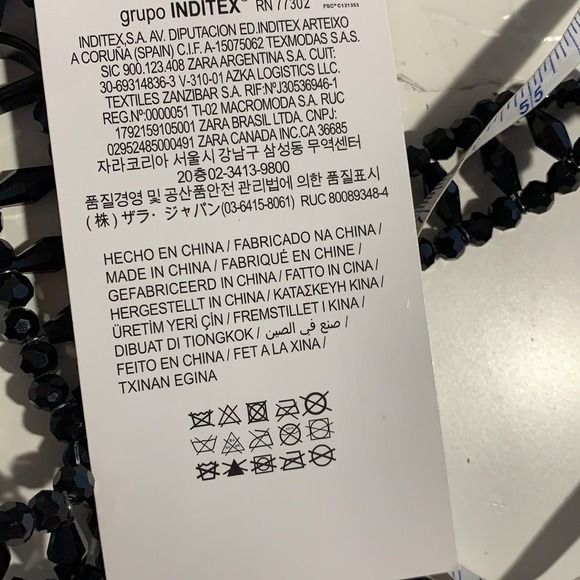 grupo INDITEX® RN 77302 FSC® C121353
INDITEX,S.A. AV. DIPUTACION ED.INDITEX ARTEIXO
A CORUÑA (SPAIN) C.I.F. A-15075062 TEXMODAS S.A.S.
SIC 900.123.408 ZARA ARGENTINA S.A. CUIT:
30-69314836-3 V-310-01 AZKA LOGISTICS LLC.
TEXTILES ZANZIBAR S.A. RIF:Nº.J30536946-1
REG.Nº:0000051 TI-02 MACROMODA S.A. RUC
1792159105001 ZARA BRASIL LTDA. CNPJ:
02952485000491 ZARA CANADA INC.CA 36685
자라코리아 서울시 강남구 삼성동 무역센터
20층02-3413-9800
품질경영 및 공산품안전 관리법에 의한 품질표시
(株) ザラ・ジャパン(03-6415-8061) RUC 80089348-4
HECHO EN CHINA / FABRICADO NA CHINA /
MADE IN CHINA / FABRIQUÉ EN CHINE /
GEFABRICEERD IN CHINA / FATTO IN CINA /
HERGESTELLT IN CHINA / ΚΑΤΑΣΚΕΥΗ ΚΙΝΑ /
ÜRETİM YERİ ÇİN / FREMSTILLET I KINA /
DIBUAT DI TIONGKOK / صنع في الصين /
FEITO EN CHINA / FET A LA XINA /
TXINAN EGINA
55